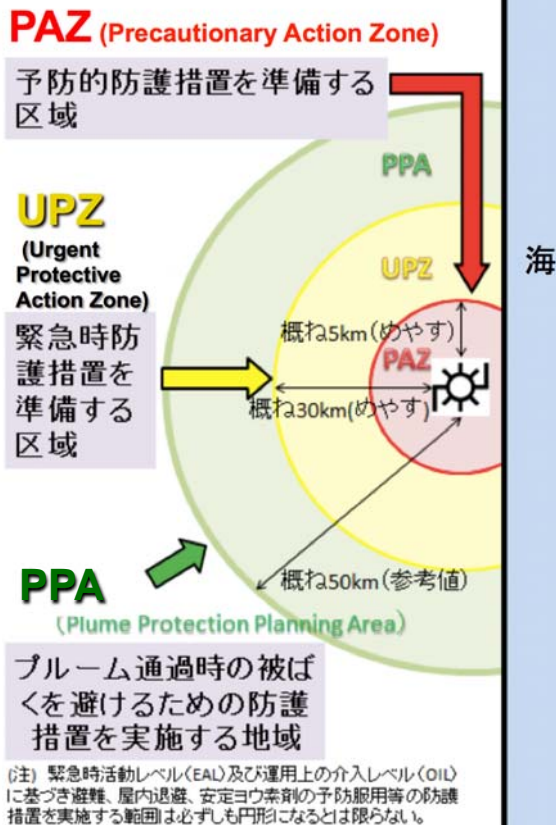 PAZ (Precautionary Action Zone)
予防的防護措置を準備する
区域
PPA
UPZ
(Urgent
Protective
Action Zone)
UPZ
海
緊急時防
護措置を
準備する
区域
概ね5km(めやす)
PAZ
概ね30km(めやす)
PPA
概ね50km(参考値)
(Plume Protection Planning Area)
プルーム通過時の被ば
くを避けるための防護
措置を実施する地域
(注) 緊急時活動レベル(EAL)及び運用上の介入レベル(OIL)
に基づき避難、屋内退避、安定ヨウ素剤の予防服用等の防護
措置を実施する範囲は必ずしも円形になるとは限らない。